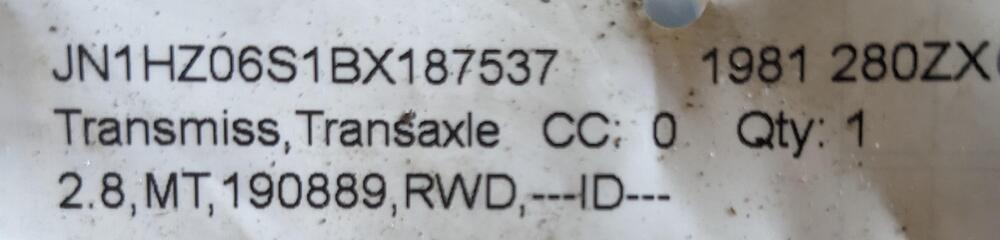 JN1HZ06S1BX187537 1981 280ZX
Transmiss,Transaxle CC: 0 Qty: 1
2.8,MT,190889,RWD,---ID---